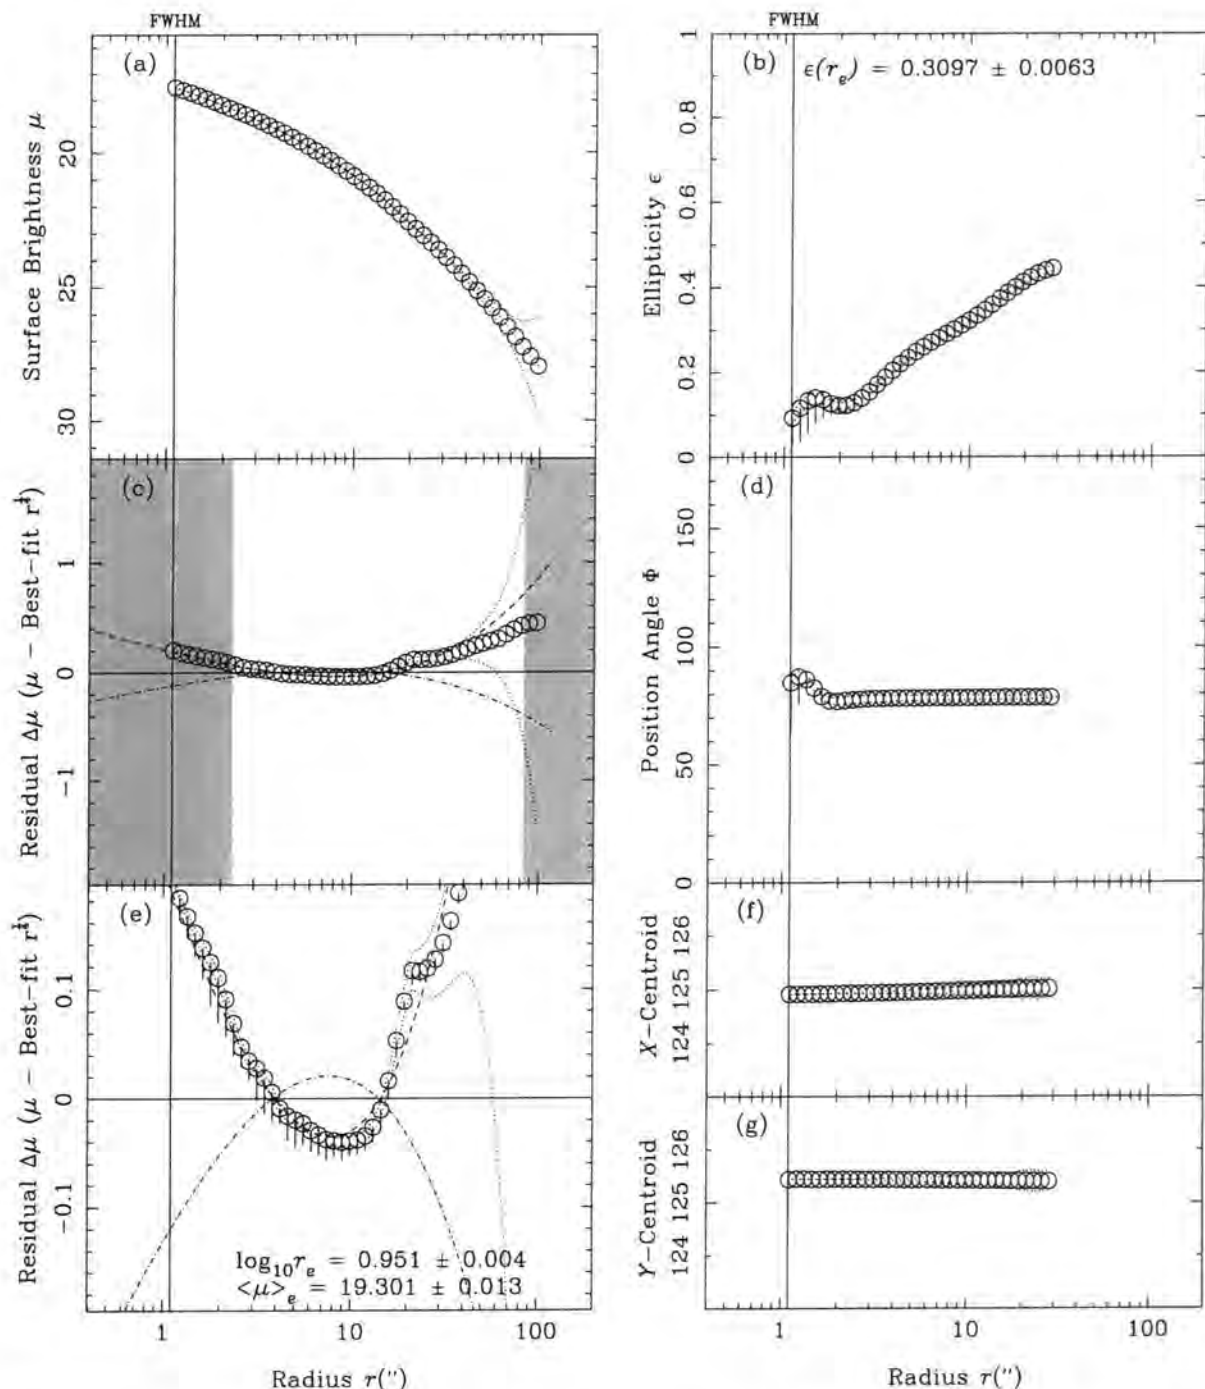 FWHM
(a)
Surface Brightness μ
20
25
30
FWHM
(b)
ϵ(r_e) = 0.3097 ± 0.0063
Ellipticity ϵ
1
0.8
0.6
0.4
0.2
0
(c)
Residual Δμ (μ − Best−fit r^¼)
1
0
−1
(d)
Position Angle Φ
150
100
50
0
(e)
Residual Δμ (μ − Best−fit r^¼)
0.1
0
−0.1
log₁₀r_e = 0.951 ± 0.004
<μ>_e = 19.301 ± 0.013
1
10
100
Radius r(")
(f)
X−Centroid
126
125
124
(g)
Y−Centroid
126
125
124
1
10
100
Radius r(")